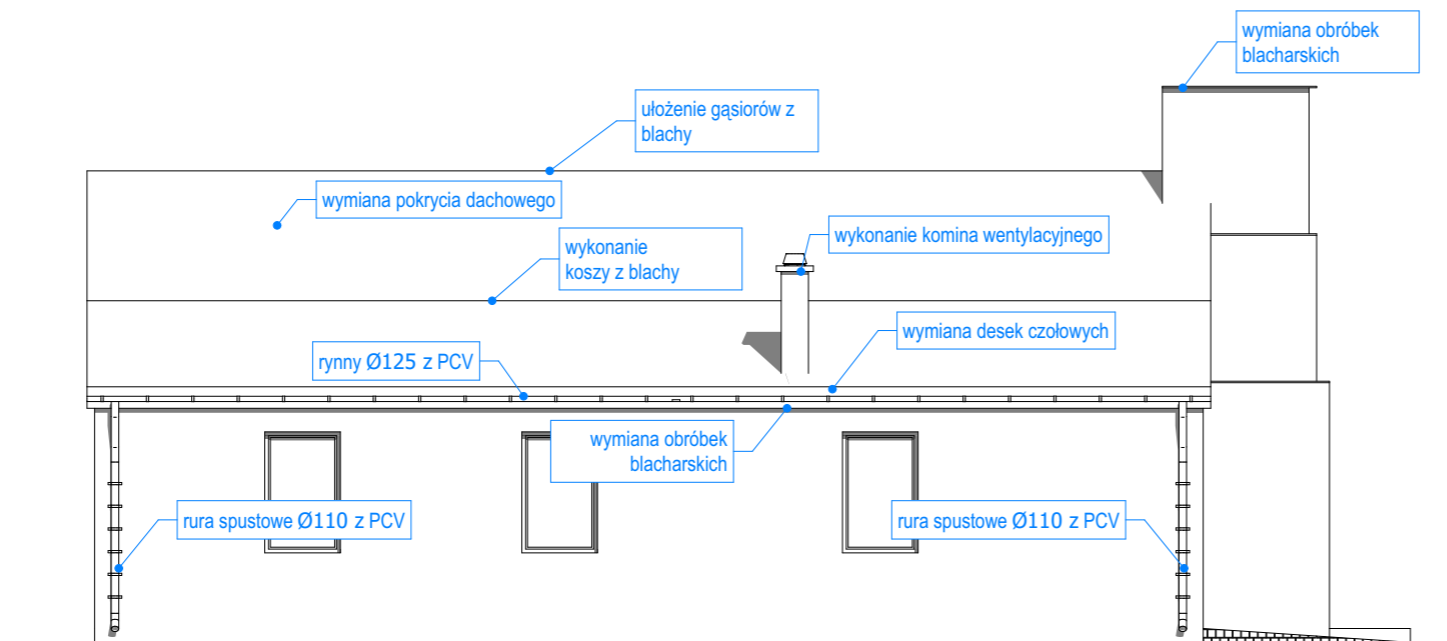 wymiana obróbek
blacharskich
ułożenie gąsiorów z
blachy
wymiana pokrycia dachowego
wykonanie komina wentylacyjnego
wykonanie
koszy z blachy
wymiana desek czołowych
rynny Ø125 z PCV
wymiana obróbek
blacharskich
rura spustowe Ø110 z PCV
rura spustowe Ø110 z PCV